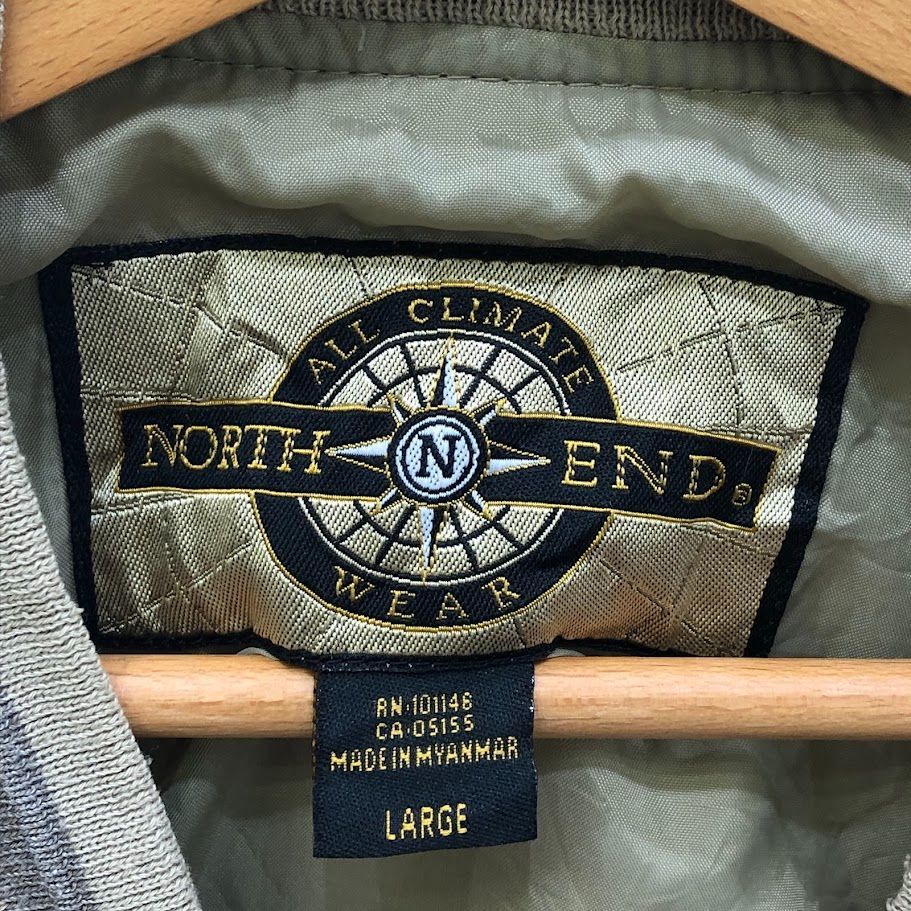 ALL CLIMATE
NORTH N END®
WEAR
RN·101148
CA·05155
MADE IN MYANMAR
LARGE